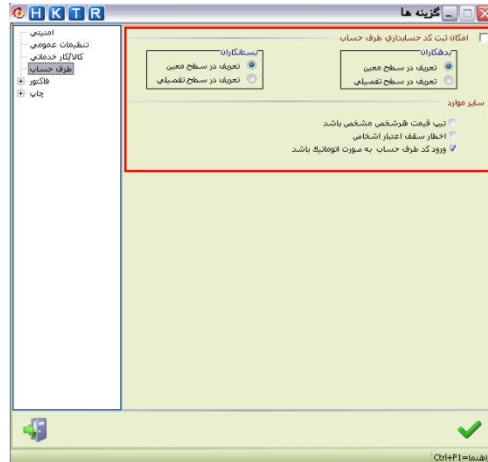 گزینه ها
H K T R
امنیتی
تنظیمات عمومی
کالا/کار خدماتی
طرف حساب
فاکتور
چاپ
امکان ثبت کد حسابداری طرف حساب
بدهکاران
تعریف در سطح معین
تعریف در سطح تفصیلی
بستانکاران
تعریف در سطح معین
تعریف در سطح تفصیلی
سایر موارد
تیپ قیمت هرشخص مشخص باشد
اخطار سقف اعتبار اشخاص
ورود کد طرف حساب به صورت اتوماتیك باشد
Ctrl+F1=راهنما